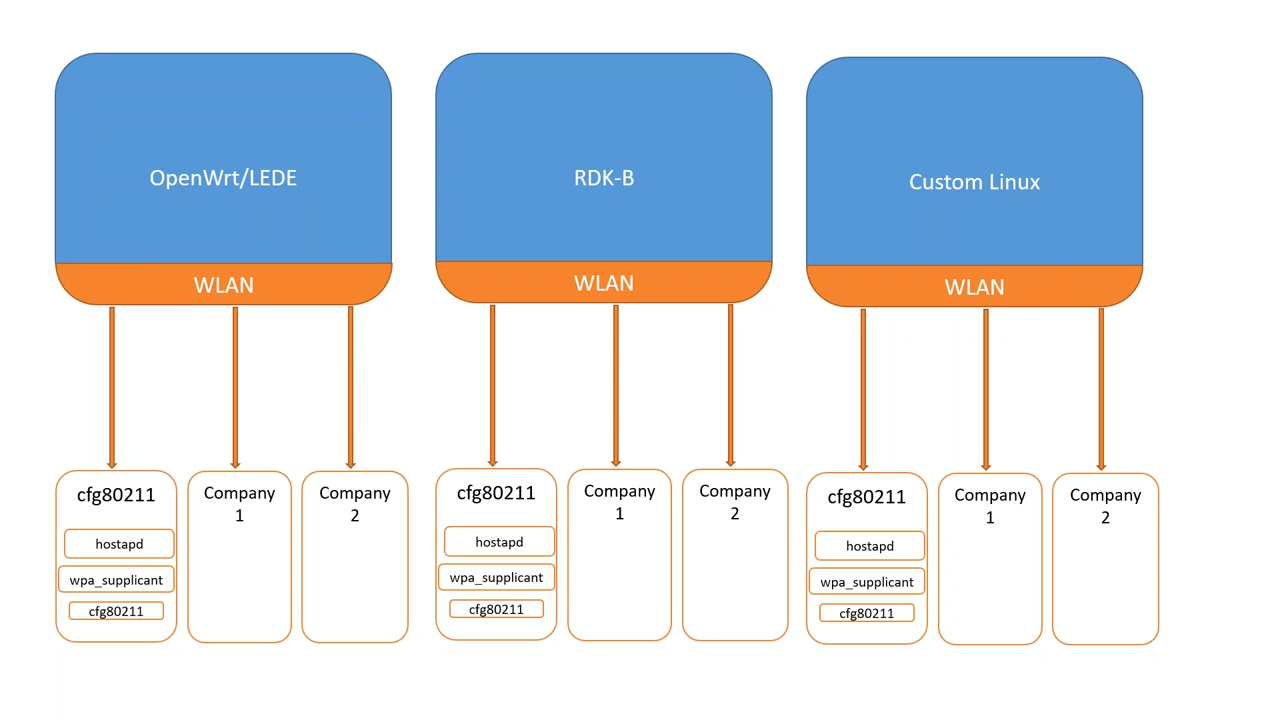 OpenWrt/LEDE
WLAN
cfg80211
hostapd
wpa_supplicant
cfg80211
Company
1
Company
2
RDK-B
WLAN
cfg80211
hostapd
wpa_supplicant
cfg80211
Company
1
Company
2
Custom Linux
WLAN
cfg80211
hostapd
wpa_supplicant
cfg80211
Company
1
Company
2